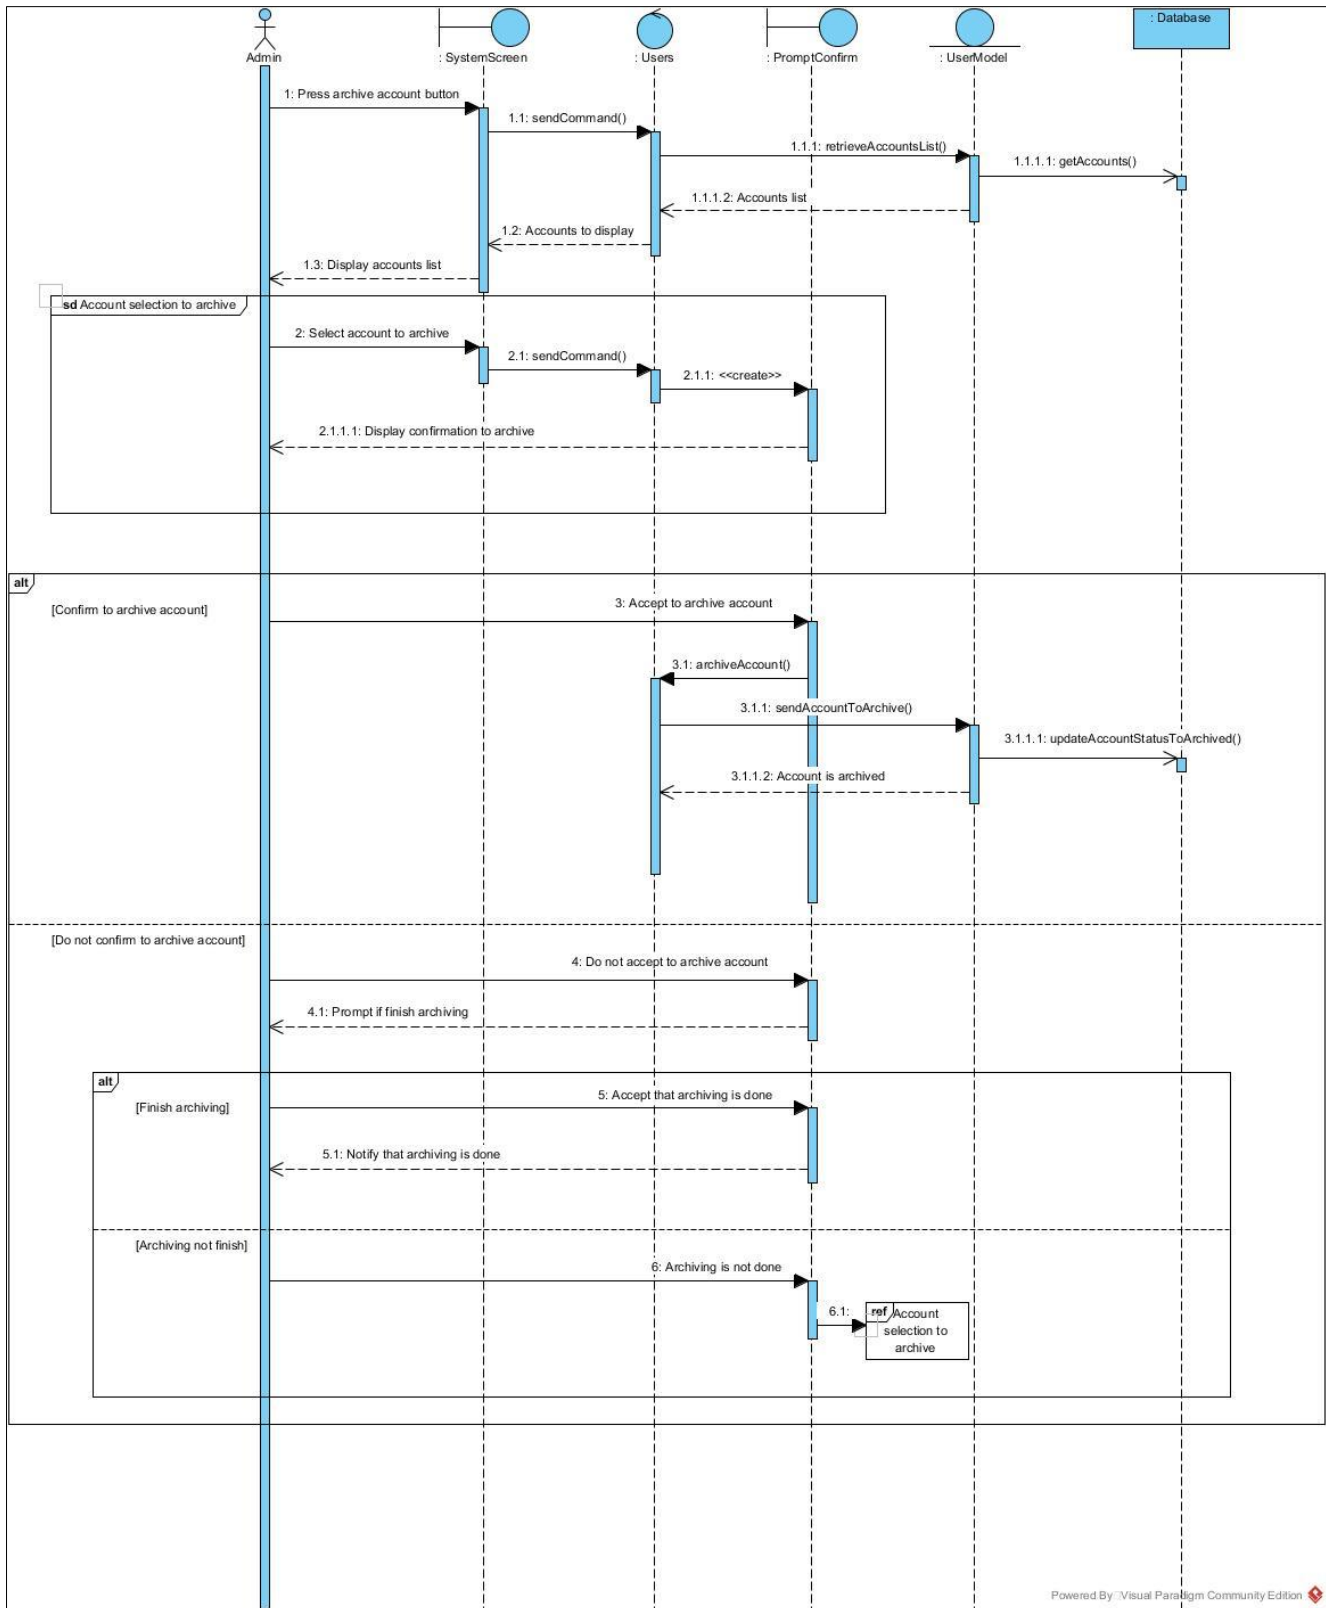 Admin
: SystemScreen
: Users
: PromptConfirm
: UserModel
: Database
1: Press archive account button
1.1: sendCommand()
1.1.1: retrieveAccountsList()
1.1.1.1: getAccounts()
1.1.1.2: Accounts list
1.2: Accounts to display
1.3: Display accounts list
sd Account selection to archive
2: Select account to archive
2.1: sendCommand()
2.1.1: <<create>>
2.1.1.1: Display confirmation to archive
alt
[Confirm to archive account]
3: Accept to archive account
3.1: archiveAccount()
3.1.1: sendAccountToArchive()
3.1.1.1: updateAccountStatusToArchived()
3.1.1.2: Account is archived
[Do not confirm to archive account]
4: Do not accept to archive account
4.1: Prompt if finish archiving
alt
[Finish archiving]
5: Accept that archiving is done
5.1: Notify that archiving is done
[Archiving not finish]
6: Archiving is not done
6.1:
ref Account
selection to
archive
Powered By Visual Paradigm Community Edition